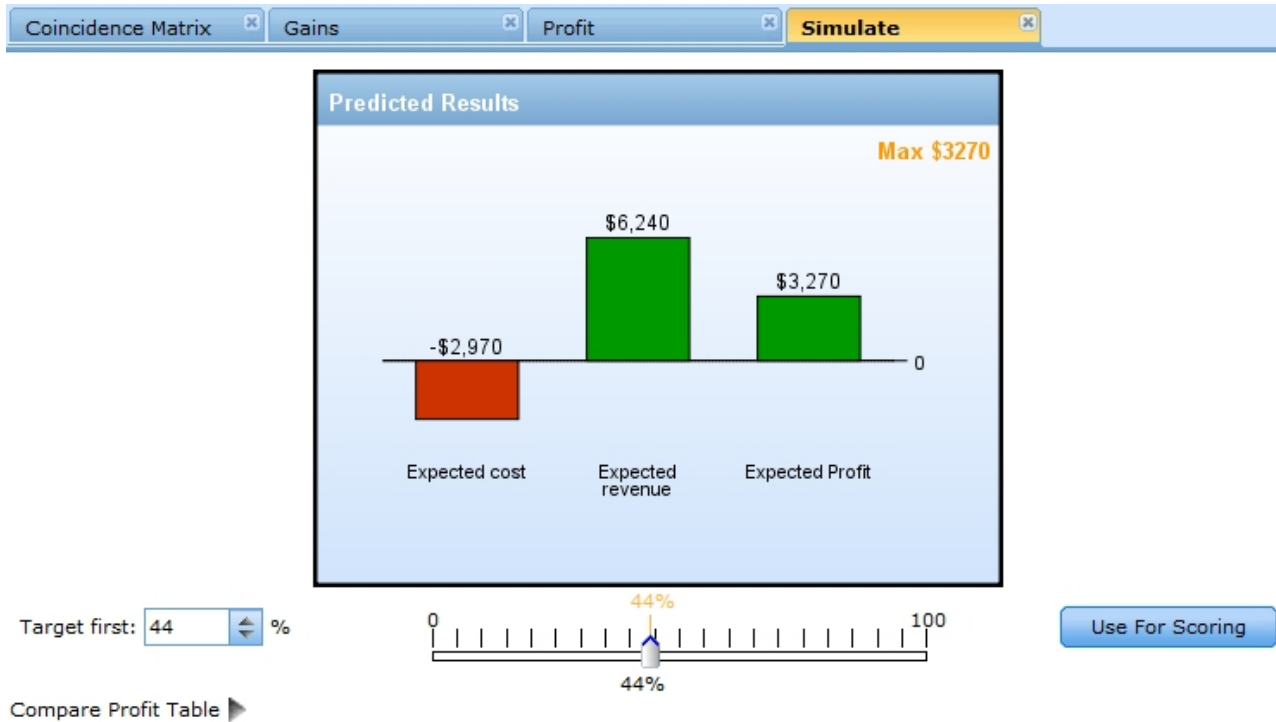 Coincidence Matrix
Gains
Profit
Simulate
Predicted Results
Max $3270
$6,240
$3,270
-$2,970
0
Expected cost
Expected
revenue
Expected Profit
44%
0
100
Target first: 44 %
Use For Scoring
44%
Compare Profit Table